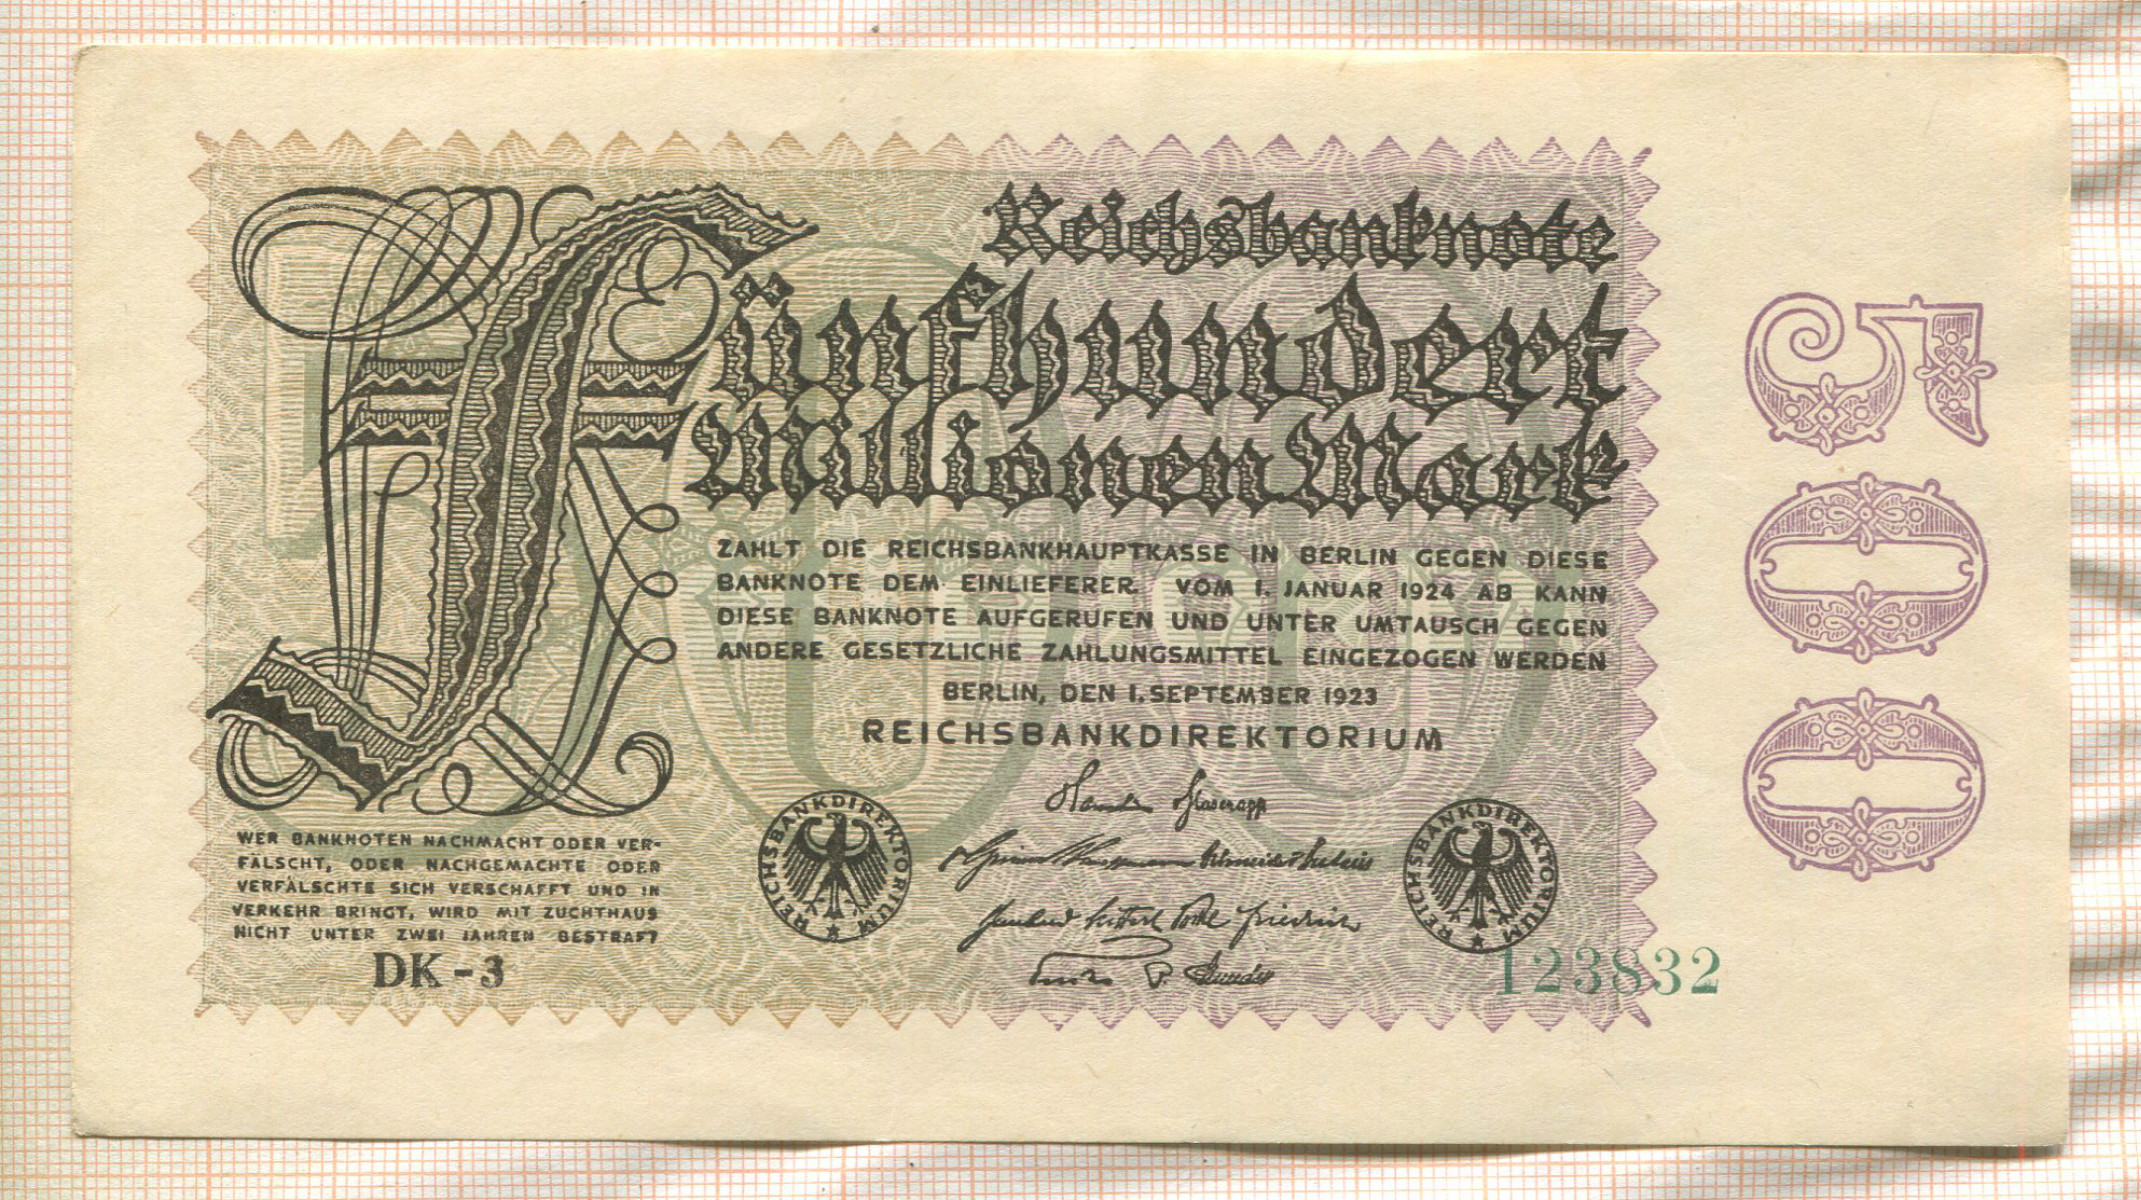 Reichsbanknote
Fünfhundert
Millionen Mark
ZAHLT DIE REICHSBANKHAUPTKASSE IN BERLIN GEGEN DIESE
BANKNOTE DEM EINLIEFERER. VOM 1. JANUAR 1924 AB KANN
DIESE BANKNOTE AUFGERUFEN UND UNTER UMTAUSCH GEGEN
ANDERE GESETZLICHE ZAHLUNGSMITTEL EINGEZOGEN WERDEN
BERLIN, DEN 1. SEPTEMBER 1923
REICHSBANKDIREKTORIUM
WER BANKNOTEN NACHMACHT ODER VER-
FÄLSCHT, ODER NACHGEMACHTE ODER
VERFÄLSCHTE SICH VERSCHAFFT UND IN
VERKEHR BRINGT, WIRD MIT ZUCHTHAUS
NICHT UNTER ZWEI JAHREN BESTRAFT
DK-3
REICHSBANKDIREKTORIUM
REICHSBANKDIREKTORIUM
123832
500